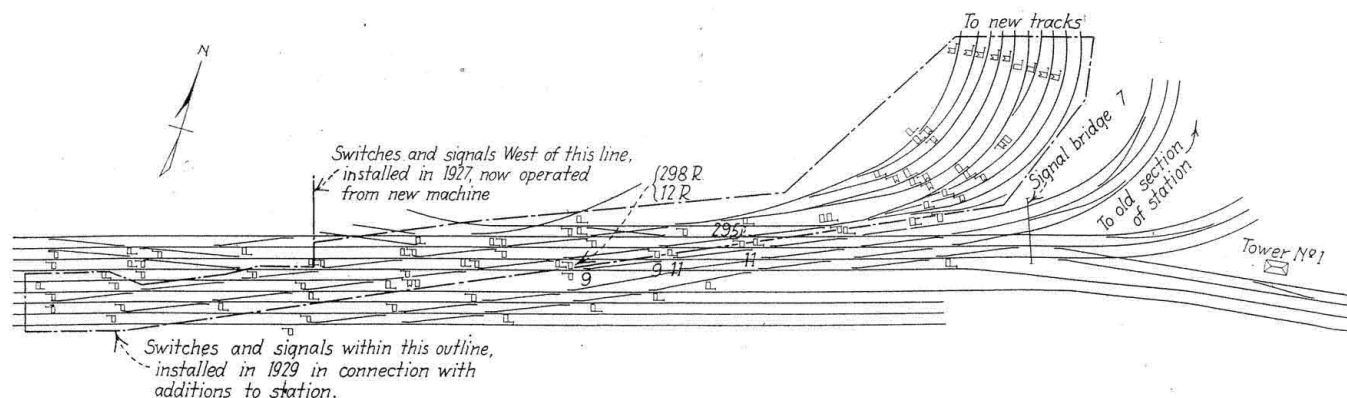 To new tracks
N
Switches and signals West of this line,
installed in 1927, now operated
from new machine
298 R.
12 R.
Signal bridge 7
To old section
of station
295
Tower Nº1
9 9 11 11
Switches and signals within this outline,
installed in 1929 in connection with
additions to station.